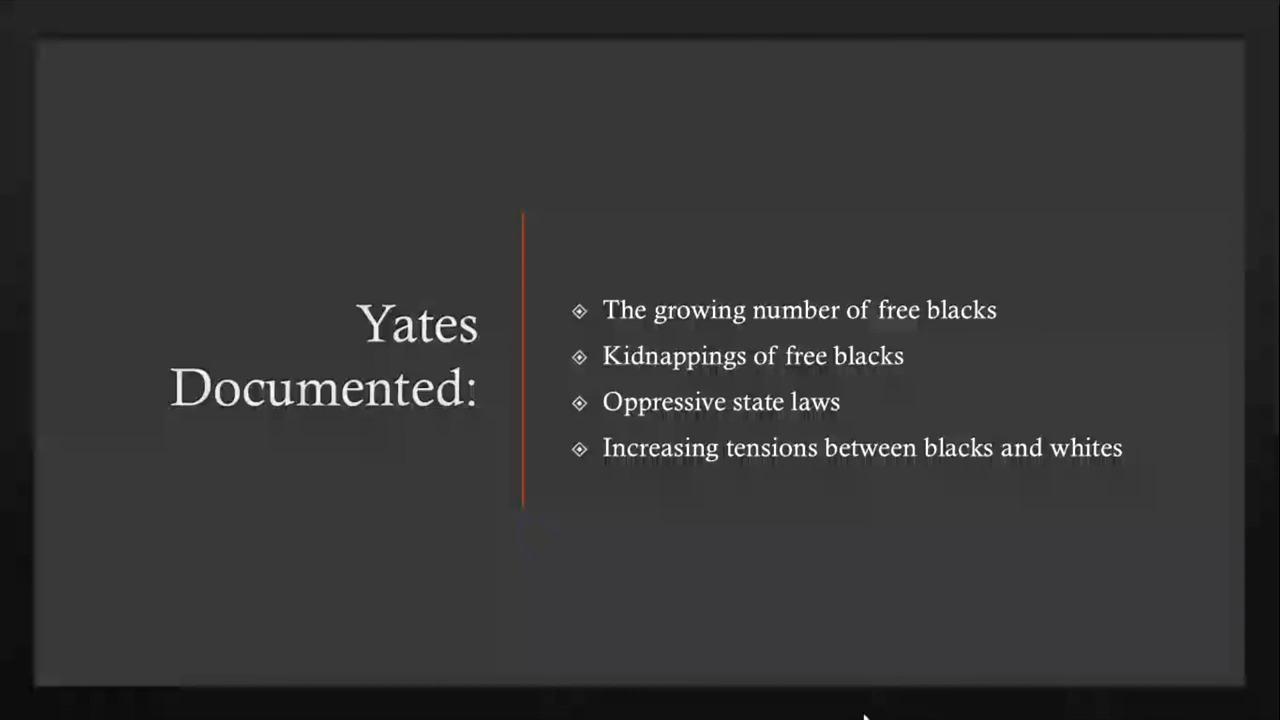 Yates
Documented:
The growing number of free blacks
Kidnappings of free blacks
Oppressive state laws
Increasing tensions between blacks and whites